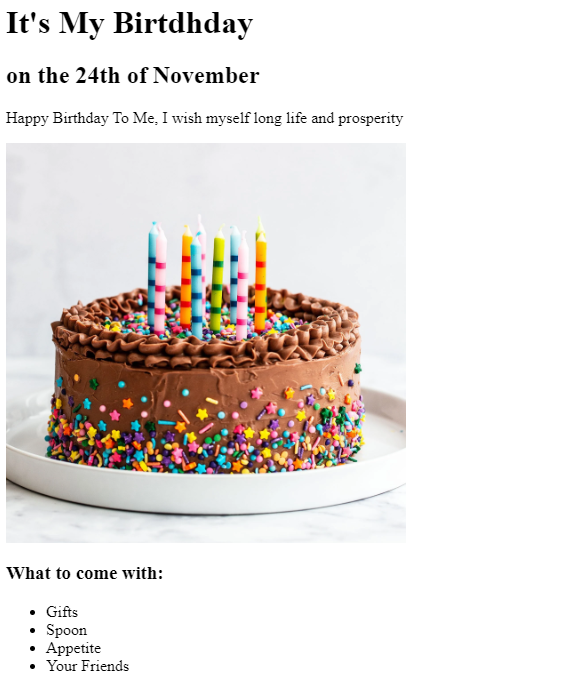 It's My Birtdhday
on the 24th of November
Happy Birthday To Me, I wish myself long life and prosperity
What to come with:
Gifts
Spoon
Appetite
Your Friends